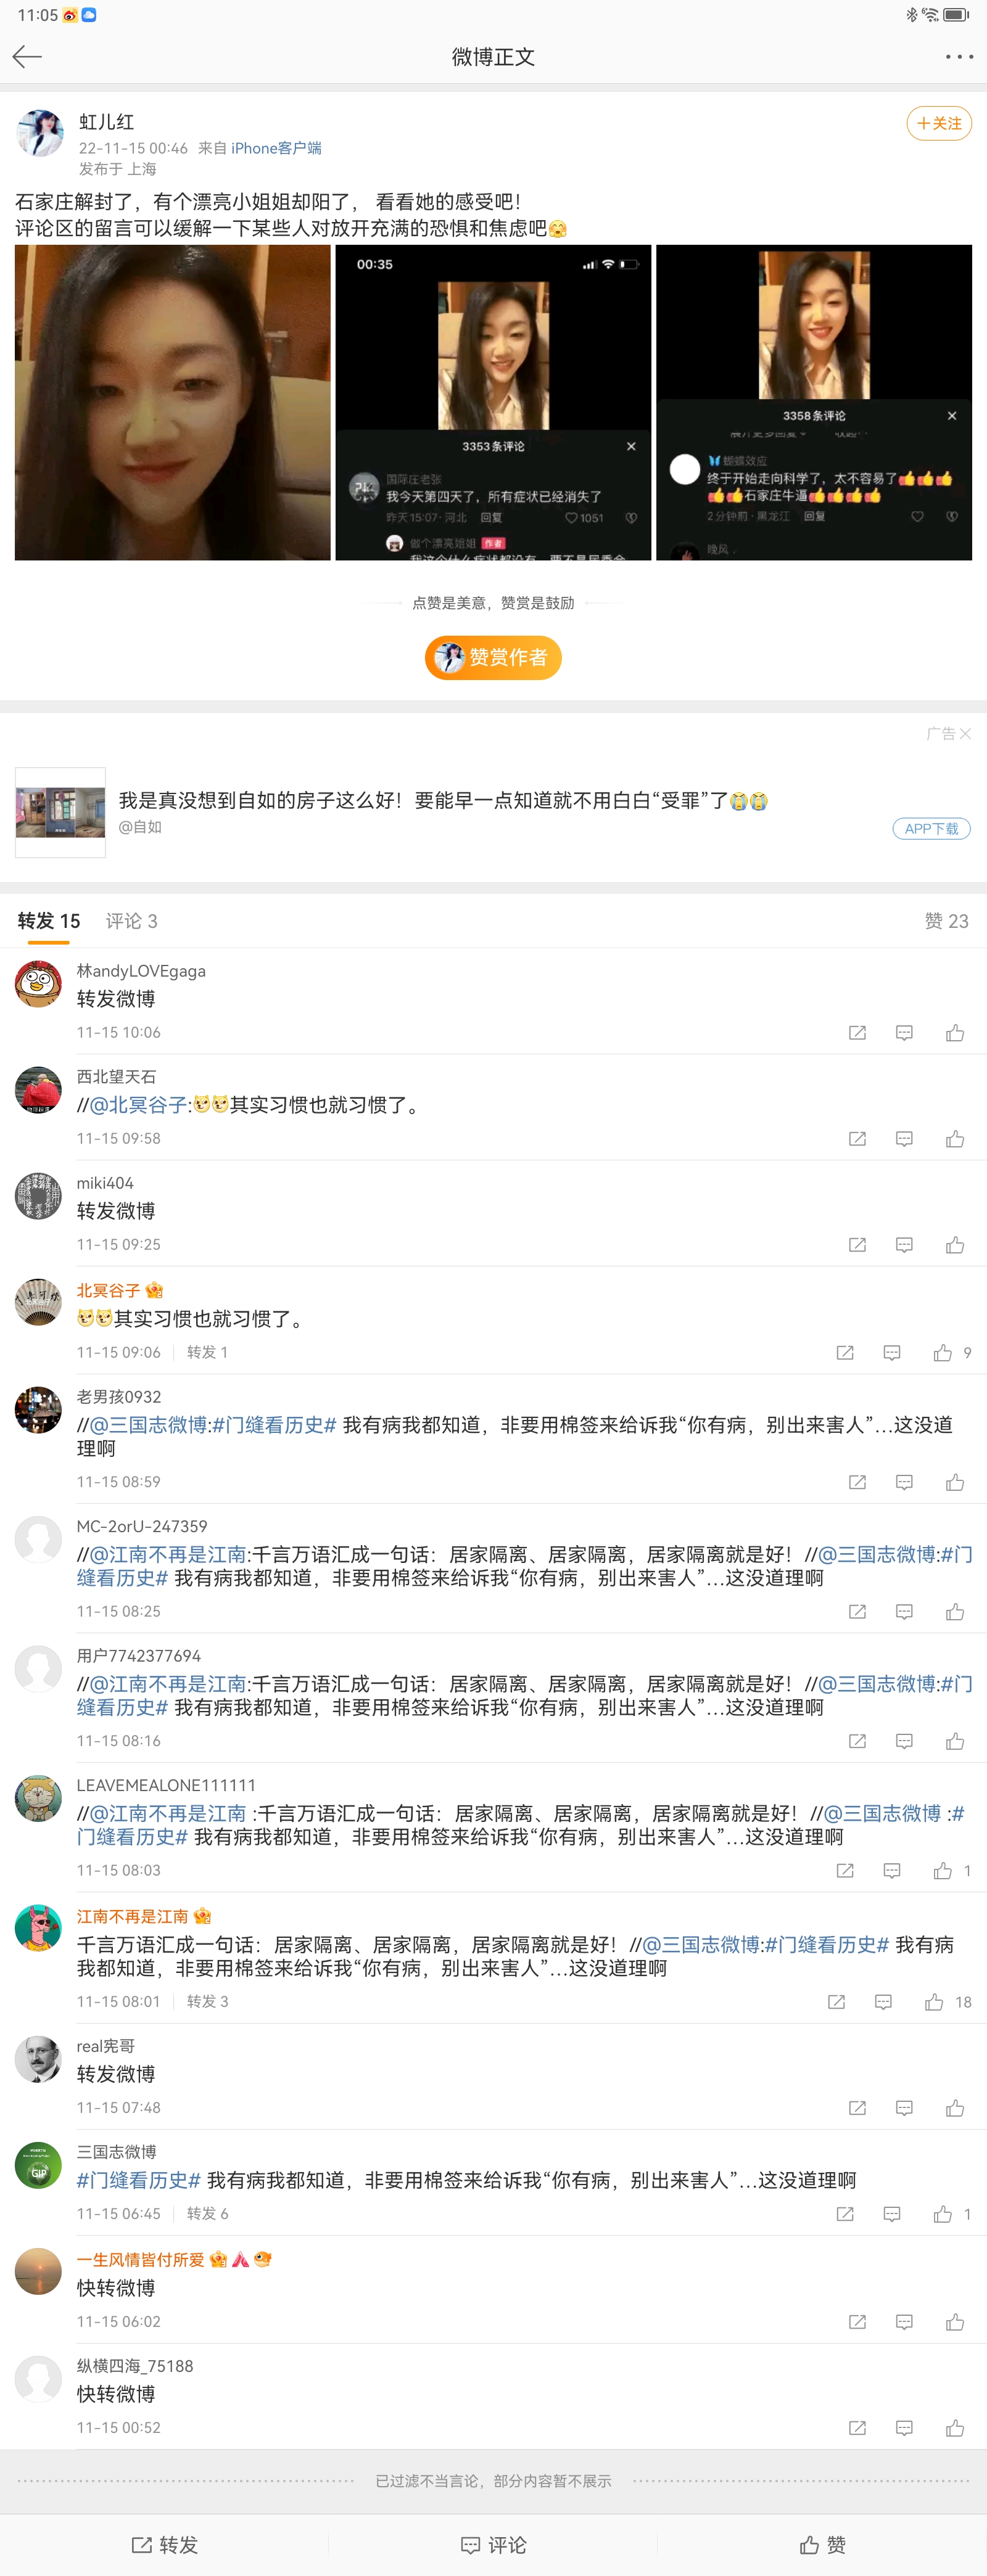 11:05
微博正文
虹儿红
＋关注
22-11-15 00:46 来自 iPhone客户端
发布于 上海
石家庄解封了，有个漂亮小姐姐却阳了， 看看她的感受吧！
评论区的留言可以缓解一下某些人对放开充满的恐惧和焦虑吧
00:35
3353条评论
国际庄老张
我今天第四天了，所有症状已经消失了
昨天15:07·河北 回复 1051
做个漂亮姐姐 作者
3358条评论
蝴蝶效应
终于开始走向科学了，太不容易了👍👍👍
👍👍石家庄牛逼👍👍👍👍
2分钟前·黑龙江 回复
晚风
点赞是美意，赞赏是鼓励
赞赏作者
广告
我是真没想到自如的房子这么好！要能早一点知道就不用白白“受罪”了😭😭
@自如
APP下载
转发 15 评论 3 赞 23
林andyLOVEgaga
转发微博
11-15 10:06
西北望天石
//@北冥谷子:其实习惯也就习惯了。
11-15 09:58
miki404
转发微博
11-15 09:25
北冥谷子
其实习惯也就习惯了。
11-15 09:06 转发 1 9
老男孩0932
//@三国志微博:#门缝看历史# 我有病我都知道，非要用棉签来给诉我“你有病，别出来害人”…这没道
理啊
11-15 08:59
MC-2orU-247359
//@江南不再是江南:千言万语汇成一句话：居家隔离、居家隔离，居家隔离就是好！//@三国志微博:#门
缝看历史# 我有病我都知道，非要用棉签来给诉我“你有病，别出来害人”…这没道理啊
11-15 08:25
用户7742377694
//@江南不再是江南:千言万语汇成一句话：居家隔离、居家隔离，居家隔离就是好！//@三国志微博:#门
缝看历史# 我有病我都知道，非要用棉签来给诉我“你有病，别出来害人”…这没道理啊
11-15 08:16
LEAVEMEALONE111111
//@江南不再是江南 :千言万语汇成一句话：居家隔离、居家隔离，居家隔离就是好！//@三国志微博 :#
门缝看历史# 我有病我都知道，非要用棉签来给诉我“你有病，别出来害人”…这没道理啊
11-15 08:03 1
江南不再是江南
千言万语汇成一句话：居家隔离、居家隔离，居家隔离就是好！//@三国志微博:#门缝看历史# 我有病
我都知道，非要用棉签来给诉我“你有病，别出来害人”…这没道理啊
11-15 08:01 转发 3 18
real宪哥
转发微博
11-15 07:48
三国志微博
#门缝看历史# 我有病我都知道，非要用棉签来给诉我“你有病，别出来害人”…这没道理啊
11-15 06:45 转发 6 1
一生风情皆付所爱
快转微博
11-15 06:02
纵横四海_75188
快转微博
11-15 00:52
已过滤不当言论，部分内容暂不展示
转发 评论 赞